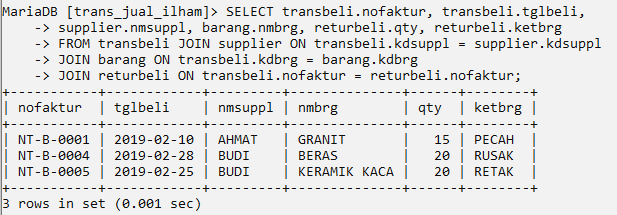 MariaDB [trans_jual_ilham]> SELECT transbeli.nofaktur, transbeli.tglbeli,
    -> supplier.nmsuppl, barang.nmbrg, returbeli.qty, returbeli.ketbrg
    -> FROM transbeli JOIN supplier ON transbeli.kdsuppl = supplier.kdsuppl
    -> JOIN barang ON transbeli.kdbrg = barang.kdbrg
    -> JOIN returbeli ON transbeli.nofaktur = returbeli.nofaktur;
+-----------+------------+---------+--------------+------+--------+
| nofaktur | tglbeli | nmsuppl | nmbrg | qty | ketbrg |
+-----------+------------+---------+--------------+------+--------+
| NT-B-0001 | 2019-02-10 | AHMAT | GRANIT | 15 | PECAH |
| NT-B-0004 | 2019-02-28 | BUDI | BERAS | 20 | RUSAK |
| NT-B-0005 | 2019-02-25 | BUDI | KERAMIK KACA | 20 | RETAK |
+-----------+------------+---------+--------------+------+--------+
3 rows in set (0.001 sec)